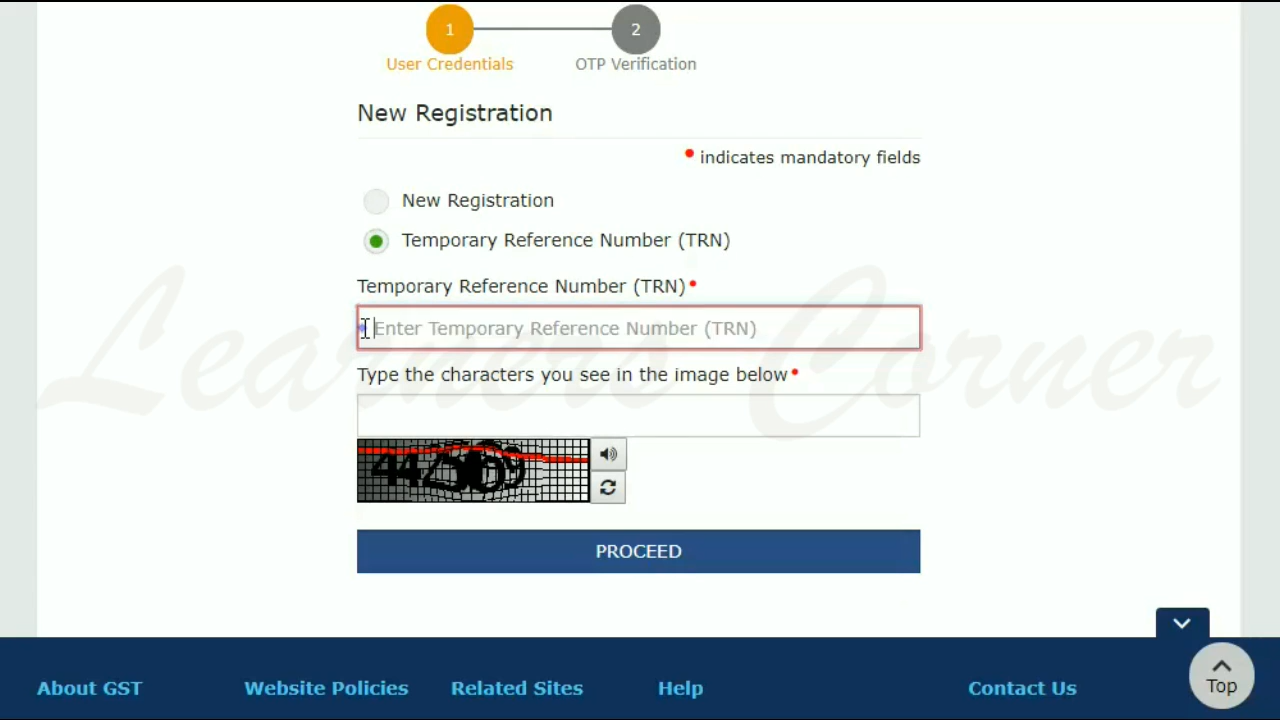 1
2
User Credentials
OTP Verification
New Registration
• indicates mandatory fields
New Registration
Temporary Reference Number (TRN)
Temporary Reference Number (TRN)•
Enter Temporary Reference Number (TRN)
Learners' Corner
Type the characters you see in the image below•
PROCEED
About GST
Website Policies
Related Sites
Help
Contact Us
Top